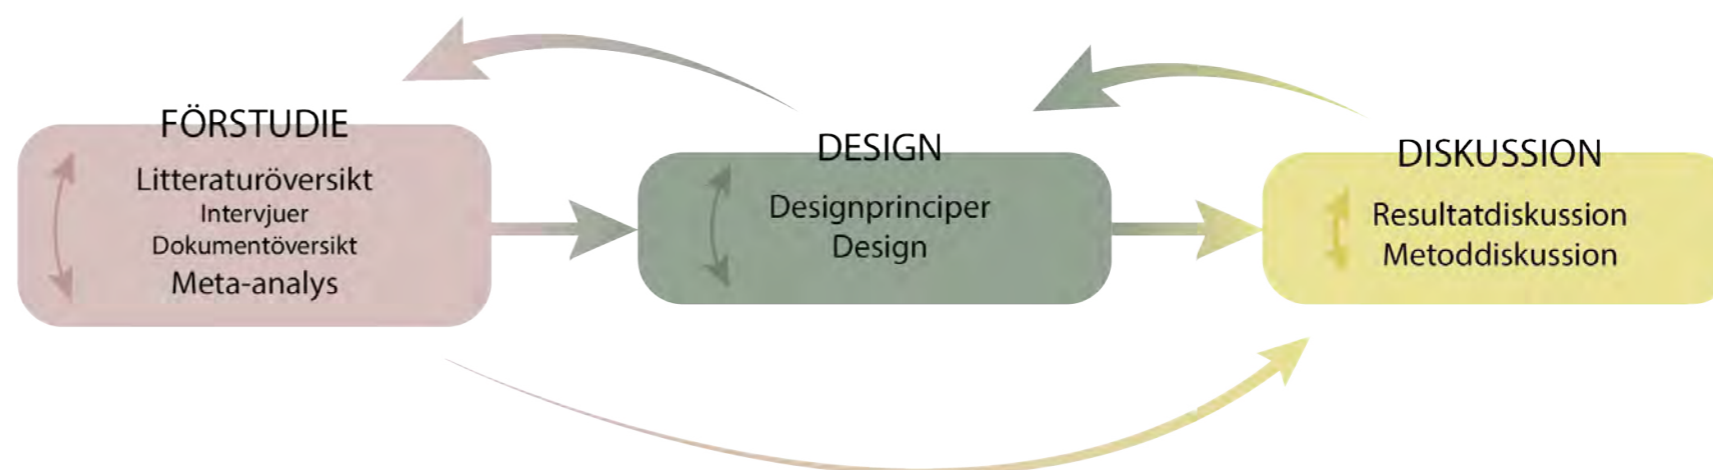 FÖRSTUDIE
Litteraturöversikt
Intervjuer
Dokumentöversikt
Meta-analys
DESIGN
Designprinciper
Design
DISKUSSION
Resultatdiskussion
Metoddiskussion